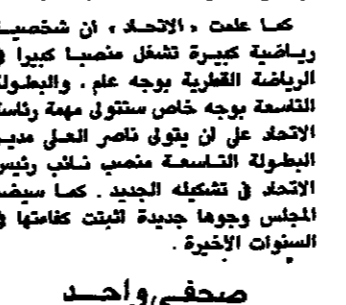 كما علمت « الاتحاد » أن شخصية
رياضية كبيرة تشغل منصبا كبيرا في
الرياضة القطرية بوجه عام ، والبطولة
التاسعة بوجه خاص ستتولى مهمة رئاسة
الاتحاد على أن يتولى ناصر العلي مدير
البطولة التاسعة منصب نائب رئيس
الاتحاد في تشكيله الجديد . كما سيضم
المجلس وجوها جديدة اثبتت كفاءتها في
السنوات الأخيرة .
صحفي واحد